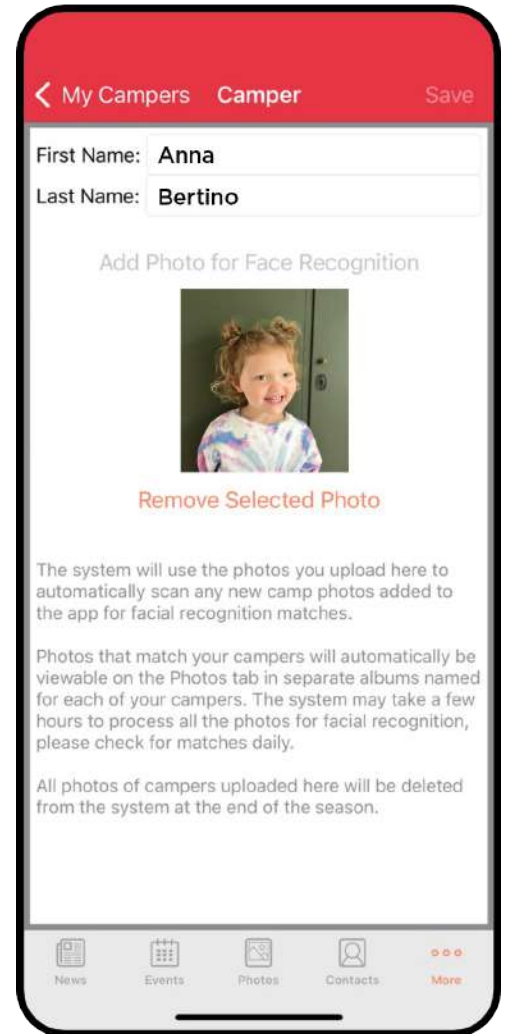 My Campers Camper Save
First Name: Anna
Last Name: Bertino
Add Photo for Face Recognition
Remove Selected Photo
The system will use the photos you upload here to
automatically scan any new camp photos added to
the app for facial recognition matches.
Photos that match your campers will automatically be
viewable on the Photos tab in separate albums named
for each of your campers. The system may take a few
hours to process all the photos for facial recognition,
please check for matches daily.
All photos of campers uploaded here will be deleted
from the system at the end of the season.
News Events Photos Contacts More